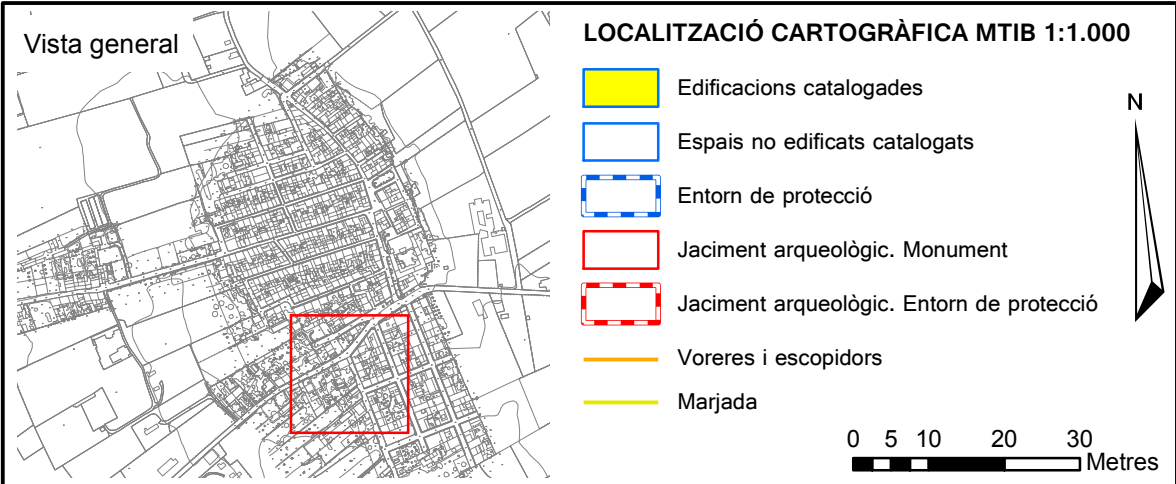 Vista general
LOCALITZACIÓ CARTOGRÀFICA MTIB 1:1.000
Edificacions catalogades
Espais no edificats catalogats
Entorn de protecció
Jaciment arqueològic. Monument
Jaciment arqueològic. Entorn de protecció
Voreres i escopidors
Marjada
N
0 5 10 20 30
Metres